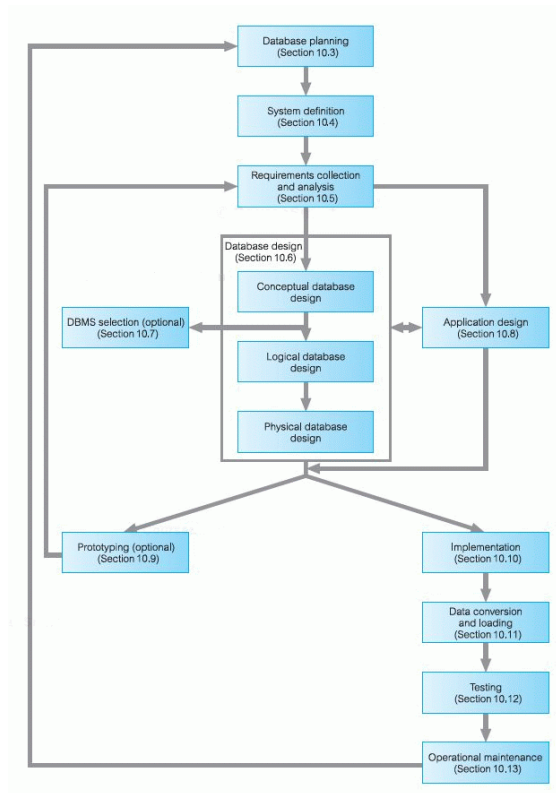 Database planning
(Section 10.3)
System definition
(Section 10.4)
Requirements collection
and analysis
(Section 10.5)
Database design
(Section 10.6)
Conceptual database
design
DBMS selection (optional)
(Section 10.7)
Application design
(Section 10.8)
Logical database
design
Physical database
design
Prototyping (optional)
(Section 10.9)
Implementation
(Section 10.10)
Data conversion
and loading
(Section 10.11)
Testing
(Section 10.12)
Operational maintenance
(Section 10.13)